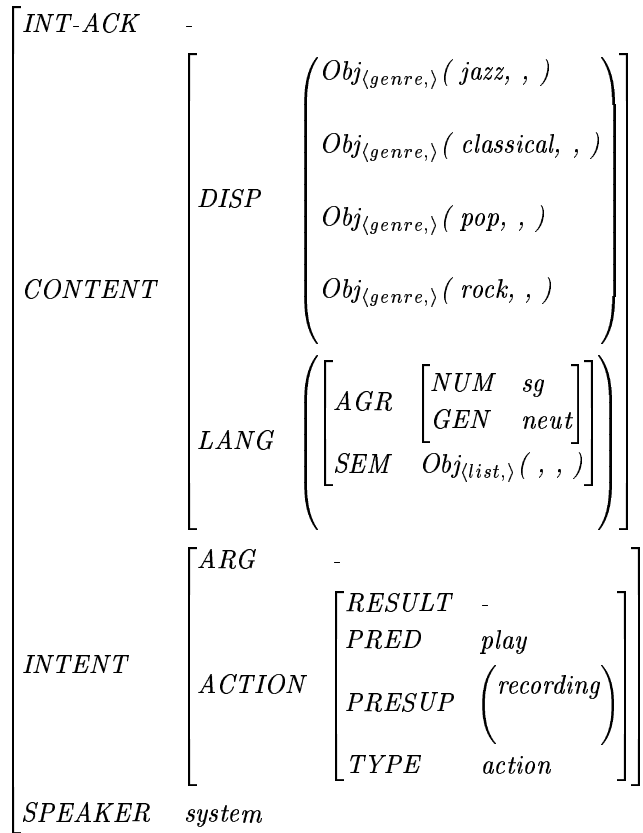 INT-ACK -
CONTENT
DISP
Obj⟨genre,⟩( jazz, , )
Obj⟨genre,⟩( classical, , )
Obj⟨genre,⟩( pop, , )
Obj⟨genre,⟩( rock, , )
LANG
AGR
NUM sg
GEN neut
SEM Obj⟨list,⟩( , , )
INTENT
ARG -
ACTION
RESULT -
PRED play
PRESUP (recording)
TYPE action
SPEAKER system